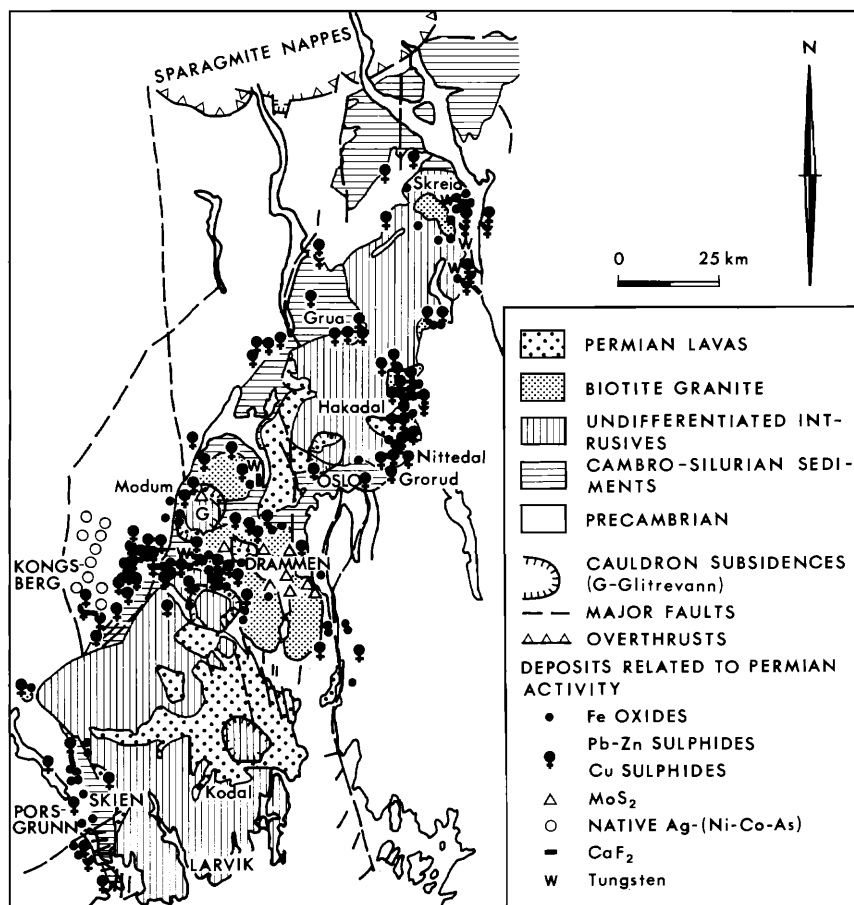 SPARAGMITE NAPPES
N
0 25 km
Skreia
W
W
W
Grua
Hakadal
Nittedal
OSLO
Grorud
W
Modum
G
W
KONGS-
BERG
DRAMMEN
Kodal
SKIEN
PORS-
GRUNN
LARVIK
PERMIAN LAVAS
BIOTITE GRANITE
UNDIFFERENTIATED INT-
RUSIVES
CAMBRO-SILURIAN SEDI-
MENTS
PRECAMBRIAN
CAULDRON SUBSIDENCES
(G-Glitrevann)
MAJOR FAULTS
OVERTHRUSTS
DEPOSITS RELATED TO PERMIAN
ACTIVITY
Fe OXIDES
Pb-Zn SULPHIDES
Cu SULPHIDES
MoS₂
NATIVE Ag-(Ni-Co-As)
CaF₂
W Tungsten